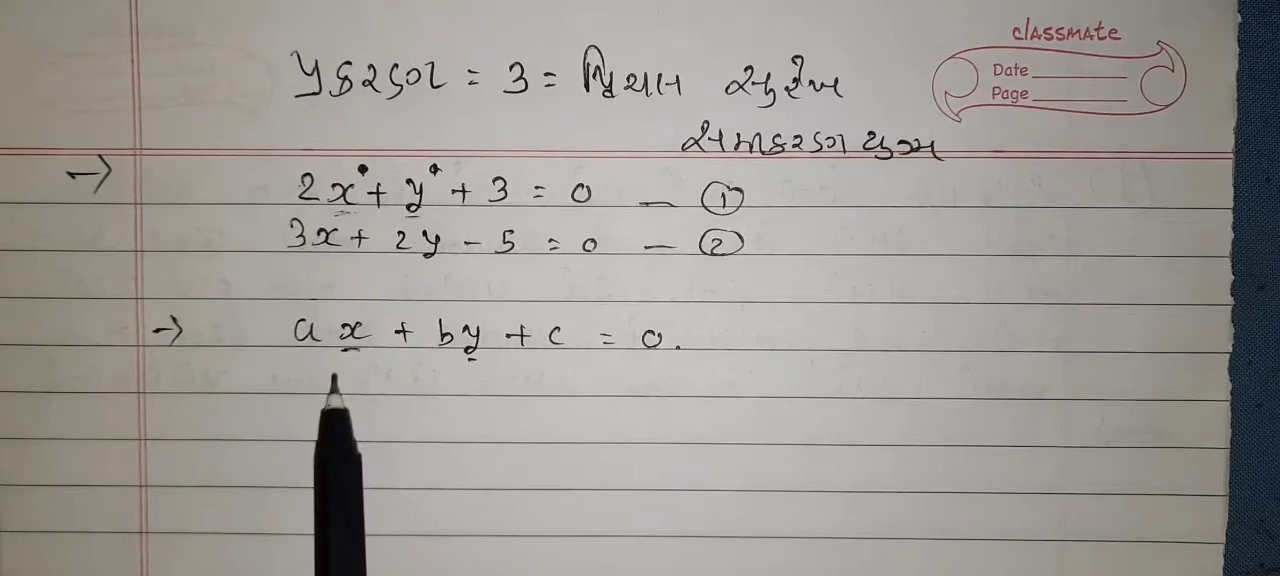 પ્રકરણ = 3 = દ્વિચલ સુરેખ
સમીકરણ યુગ્મ
classmate
Date
Page
→ 2x + y + 3 = 0 — ①
3x + 2y - 5 = 0 — ②
→ ax + by + c = 0.